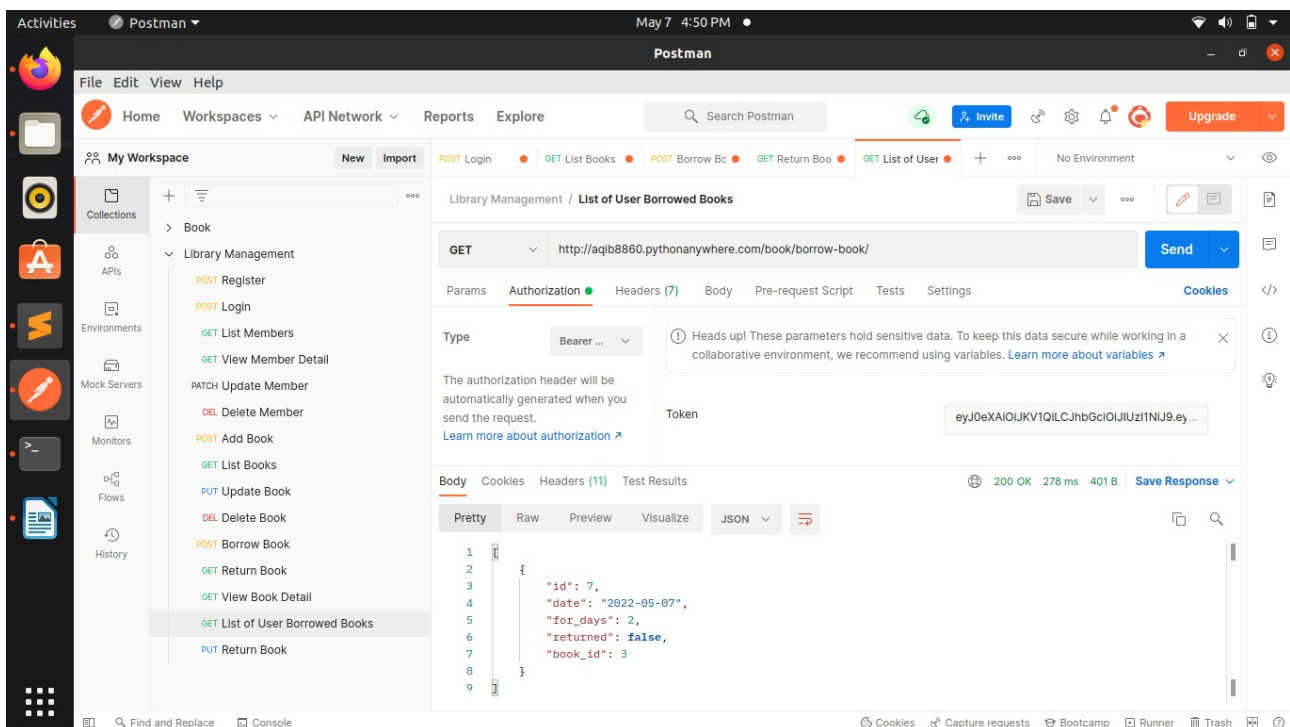 Activities Postman May 7 4:50 PM
Postman
File Edit View Help
Home Workspaces API Network Reports Explore Search Postman Invite Upgrade
My Workspace New Import POST Login GET List Books POST Borrow Bc GET Return Boo GET List of User No Environment
Collections
APIs
Environments
Mock Servers
Monitors
Flows
History
Book
Library Management
POST Register
POST Login
GET List Members
GET View Member Detail
PATCH Update Member
DEL Delete Member
POST Add Book
GET List Books
PUT Update Book
DEL Delete Book
POST Borrow Book
GET Return Book
GET View Book Detail
GET List of User Borrowed Books
PUT Return Book
Library Management / List of User Borrowed Books Save
GET http://aqib8860.pythonanywhere.com/book/borrow-book/ Send
Params Authorization Headers (7) Body Pre-request Script Tests Settings Cookies
Type Bearer ...
The authorization header will be
automatically generated when you
send the request.
Learn more about authorization ↗
Heads up! These parameters hold sensitive data. To keep this data secure while working in a
collaborative environment, we recommend using variables. Learn more about variables ↗
Token
Body Cookies Headers (11) Test Results 200 OK 278 ms 401 B Save Response
Pretty Raw Preview Visualize JSON
1 [
2 {
3 "id": 7,
4 "date": "2022-05-07",
5 "for_days": 2,
6 "returned": false,
7 "book_id": 3
8 }
9 ]
Find and Replace Console Cookies Capture requests Bootcamp Runner Trash